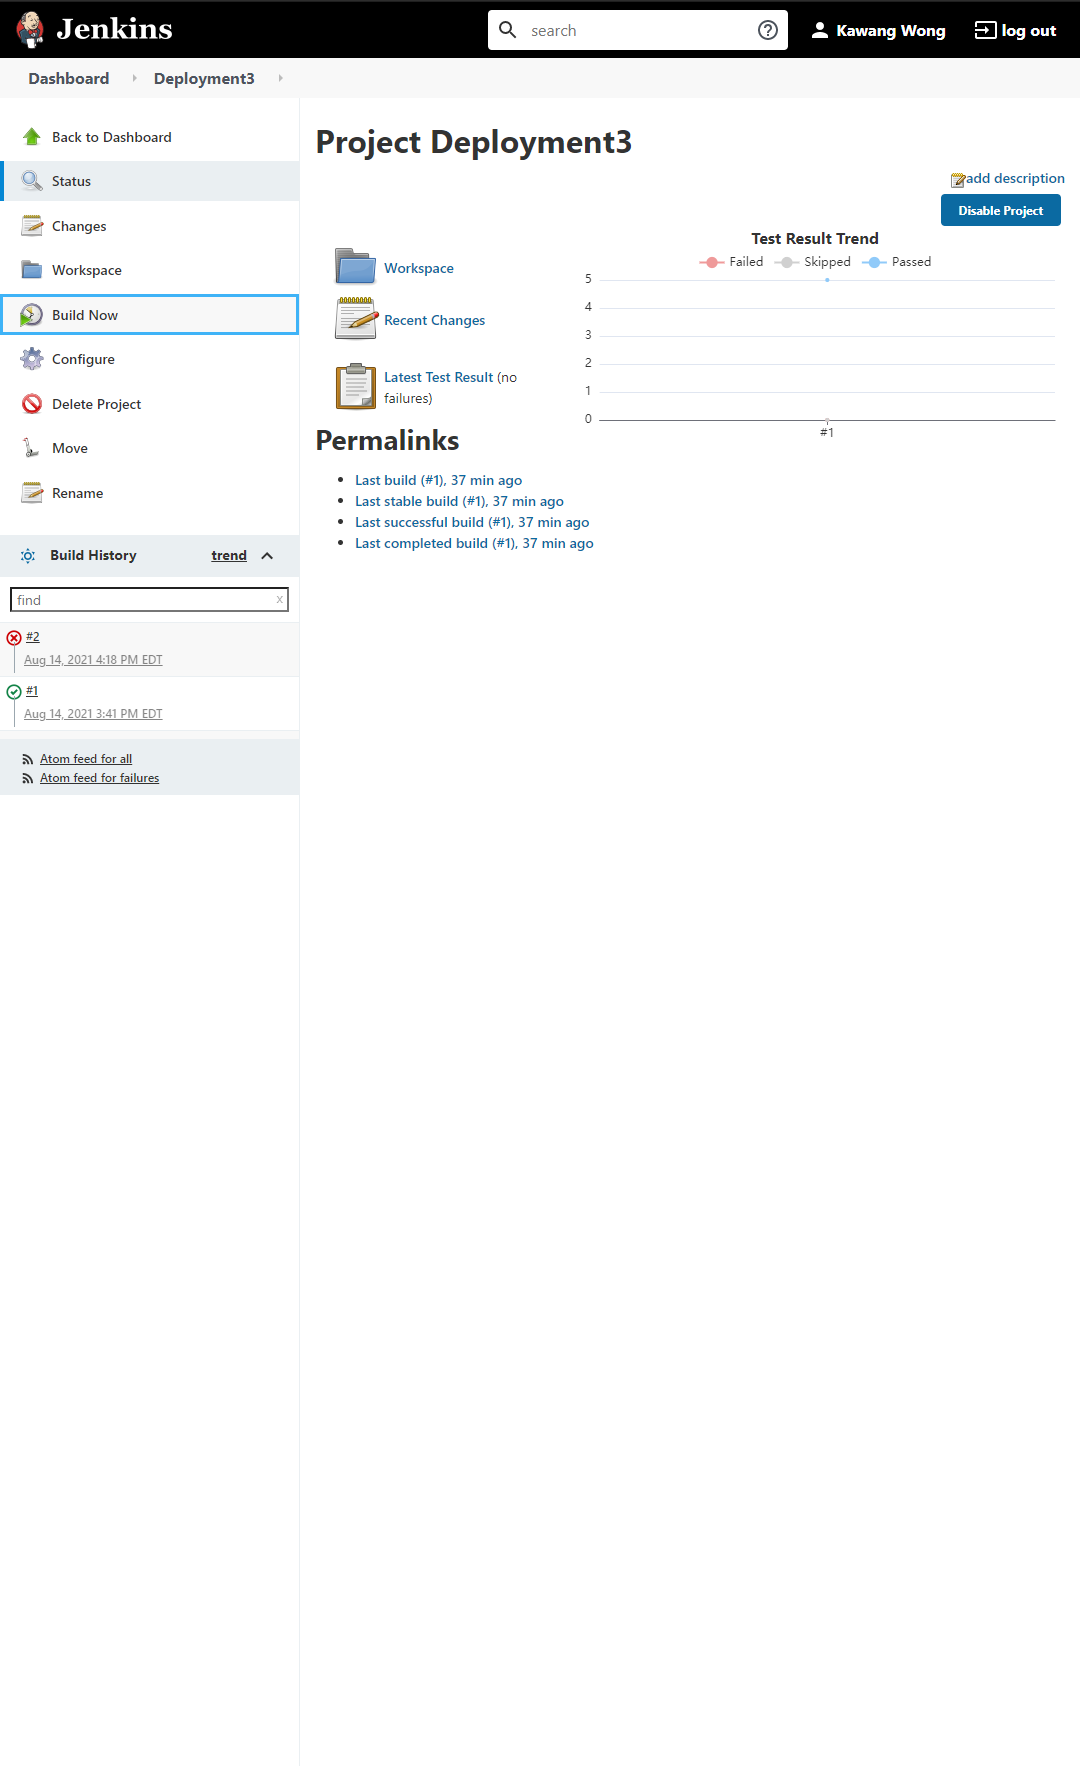 Jenkins
search
Kawang Wong
log out
Dashboard
Deployment3
Back to Dashboard
Status
Changes
Workspace
Build Now
Configure
Delete Project
Move
Rename
Build History
trend
find
x
#2
Aug 14, 2021 4:18 PM EDT
#1
Aug 14, 2021 3:41 PM EDT
Atom feed for all
Atom feed for failures
Project Deployment3
add description
Disable Project
Workspace
Recent Changes
Latest Test Result (no
failures)
Test Result Trend
Failed
Skipped
Passed
5
4
3
2
1
0
#1
Permalinks
Last build (#1), 37 min ago
Last stable build (#1), 37 min ago
Last successful build (#1), 37 min ago
Last completed build (#1), 37 min ago